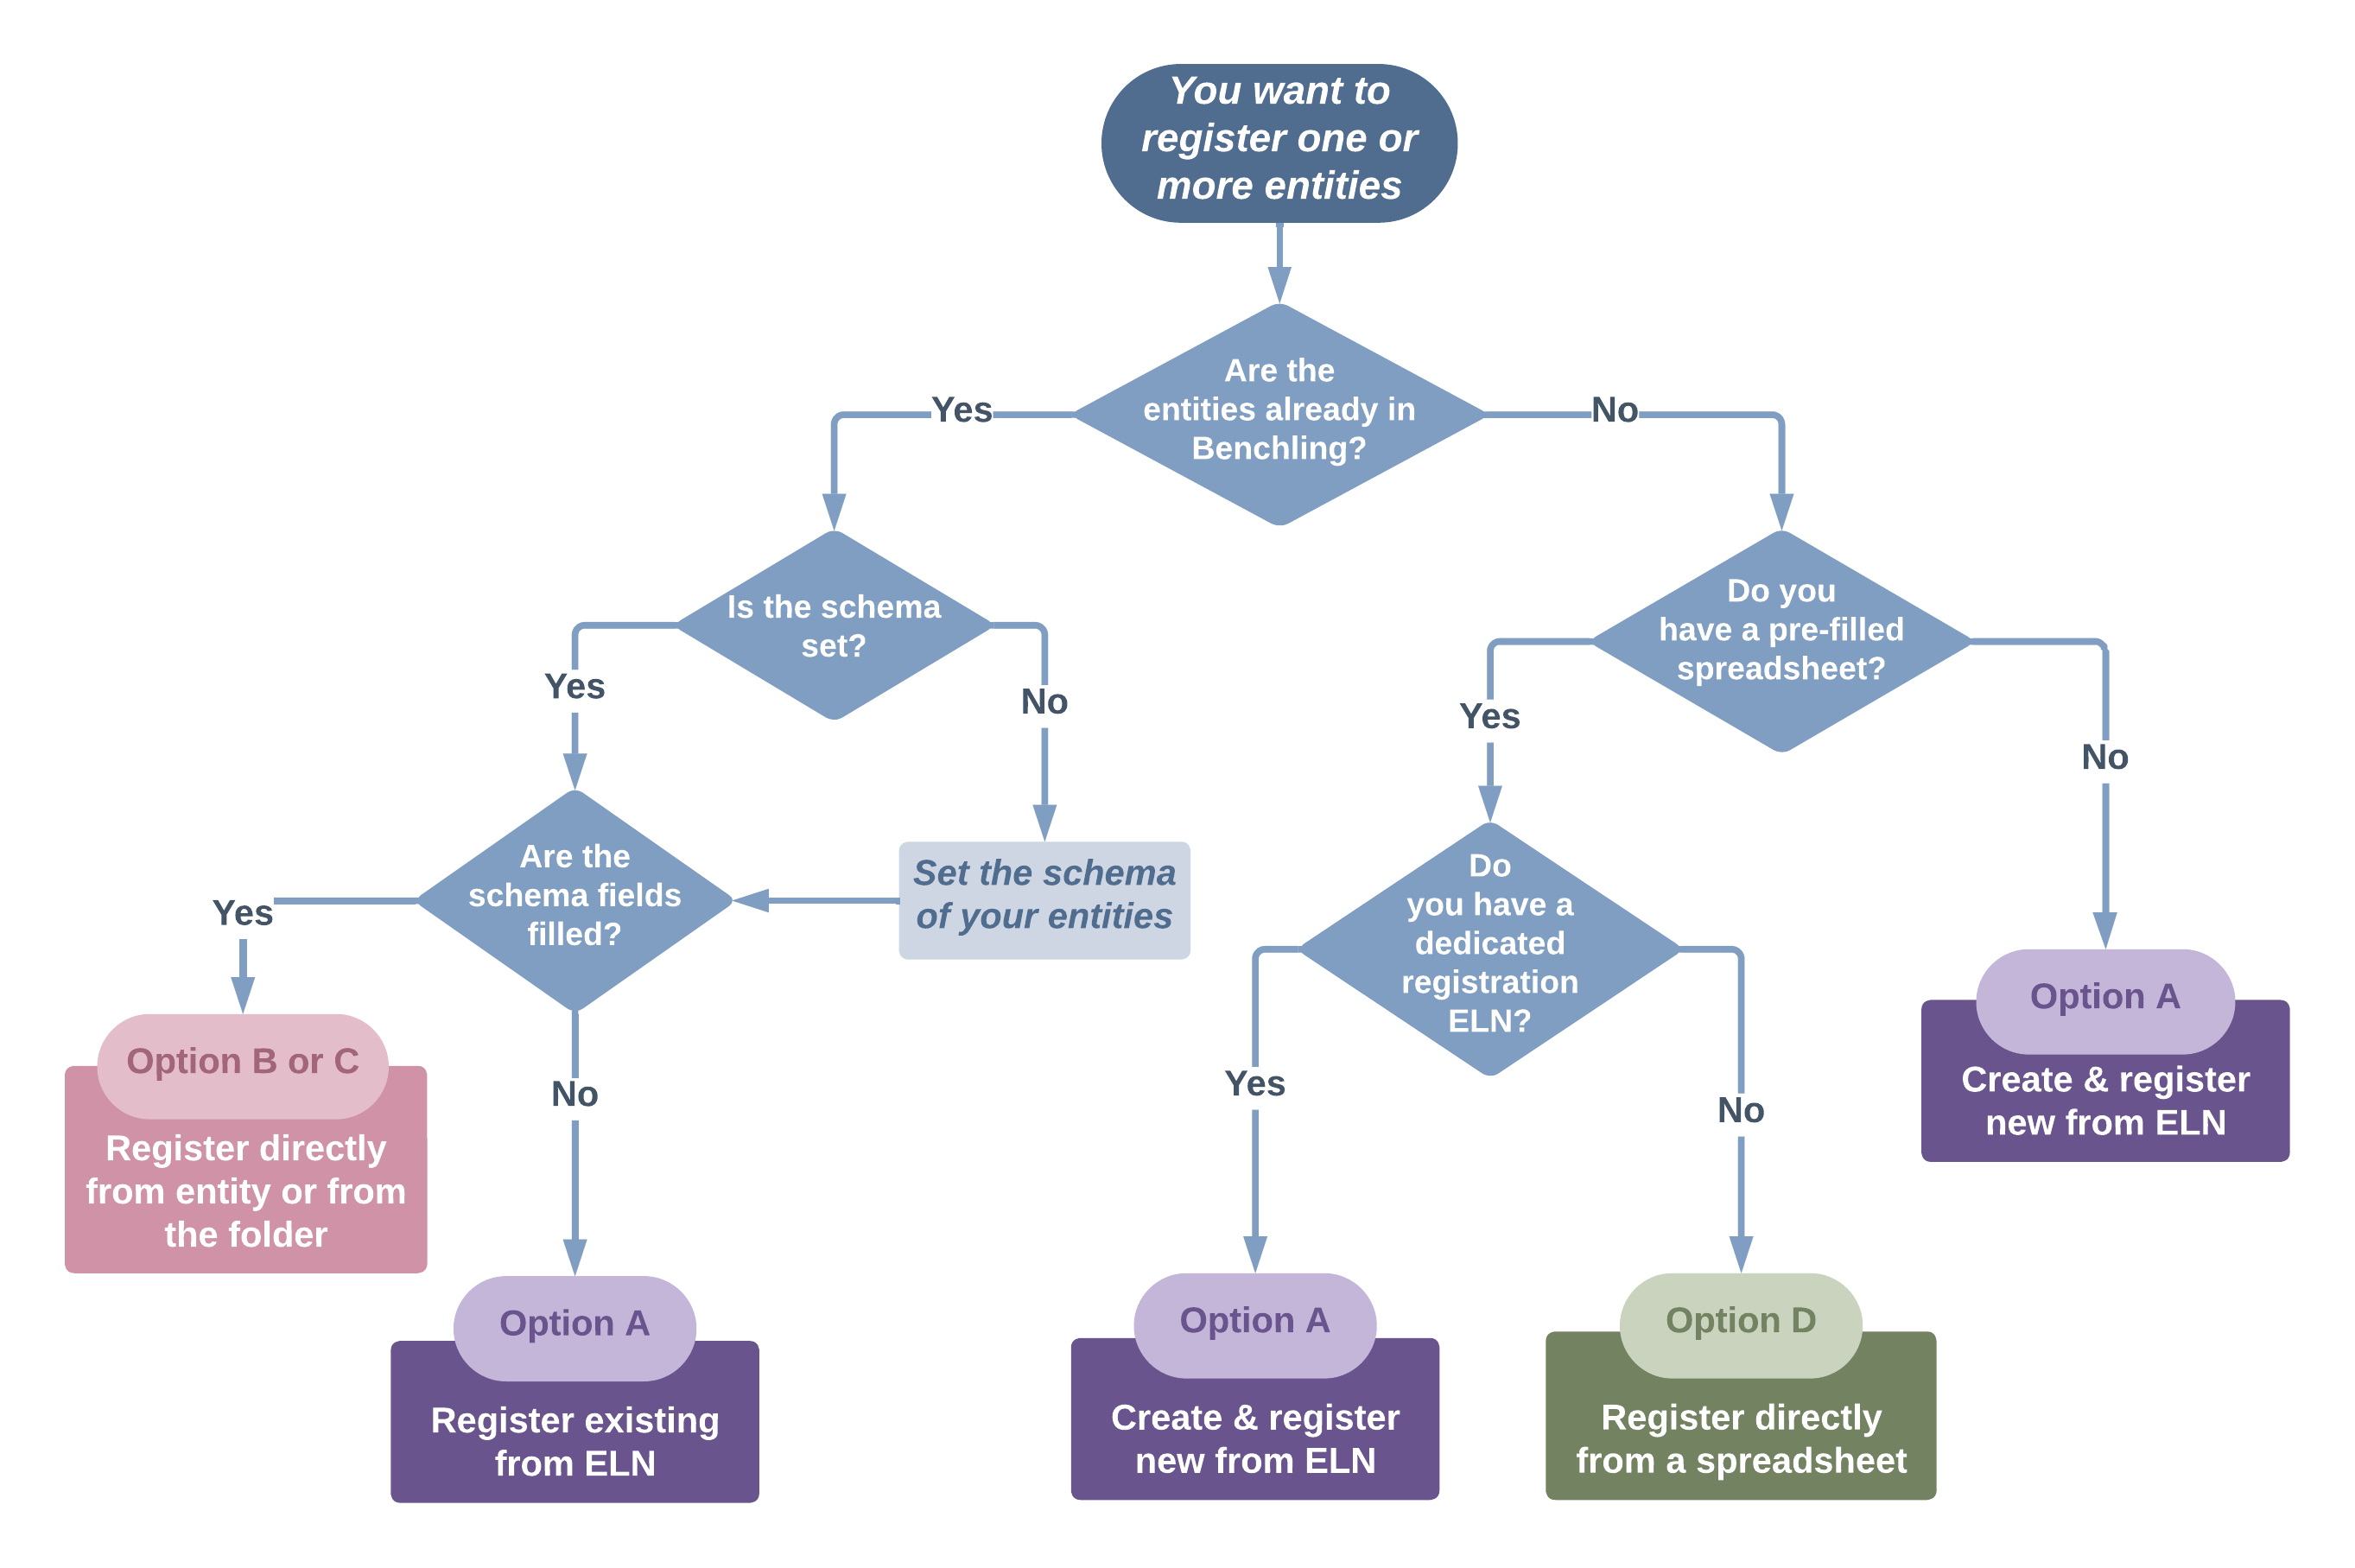 You want to
register one or
more entities
Are the
entities already in
Benchling?
Yes
No
Is the schema
set?
Do you
have a pre-filled
spreadsheet?
Yes
No
Yes
No
Are the
schema fields
filled?
Set the schema
of your entities
Do
you have a
dedicated
registration
ELN?
Yes
No
Yes
No
Option B or C
Register directly
from entity or from
the folder
Option A
Register existing
from ELN
Option A
Create & register
new from ELN
Option D
Register directly
from a spreadsheet
Option A
Create & register
new from ELN